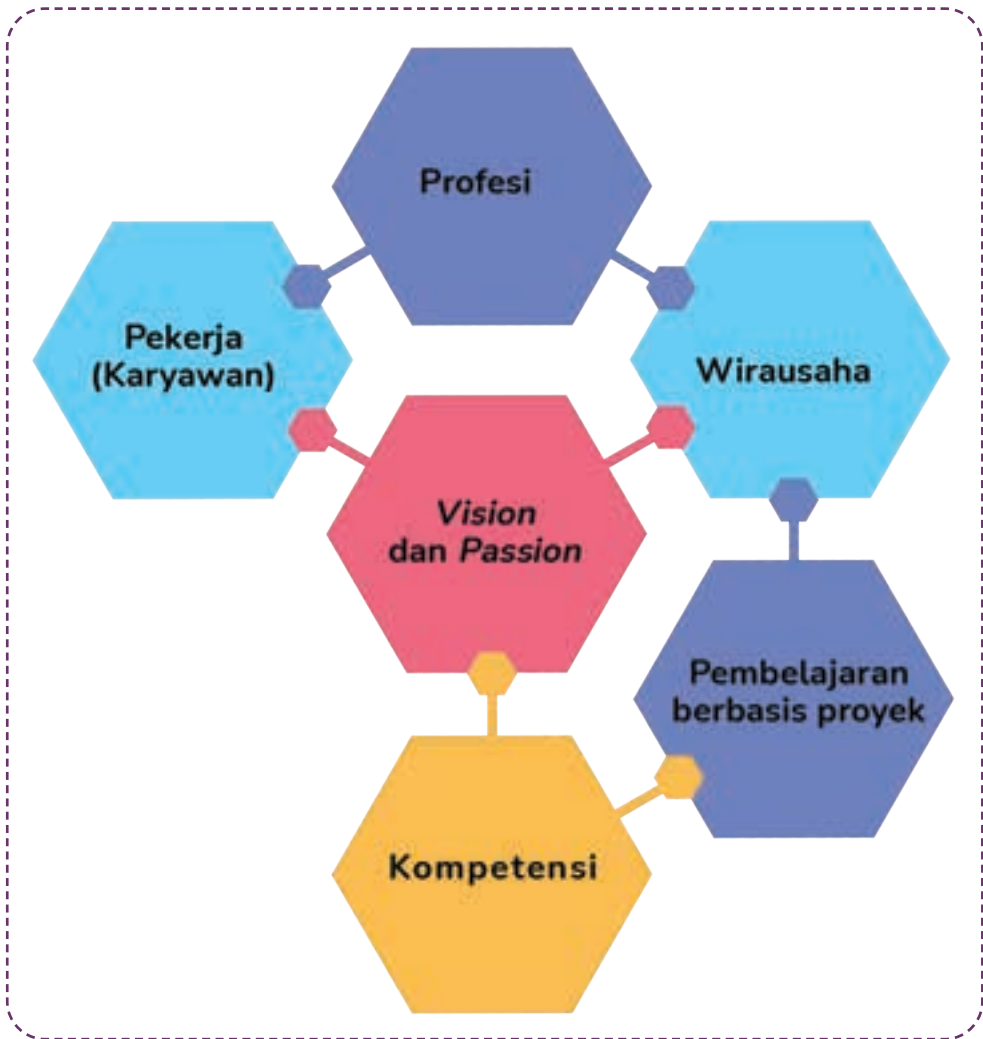 Profesi
Pekerja
(Karyawan)
Wirausaha
Vision
dan Passion
Pembelajaran
berbasis proyek
Kompetensi